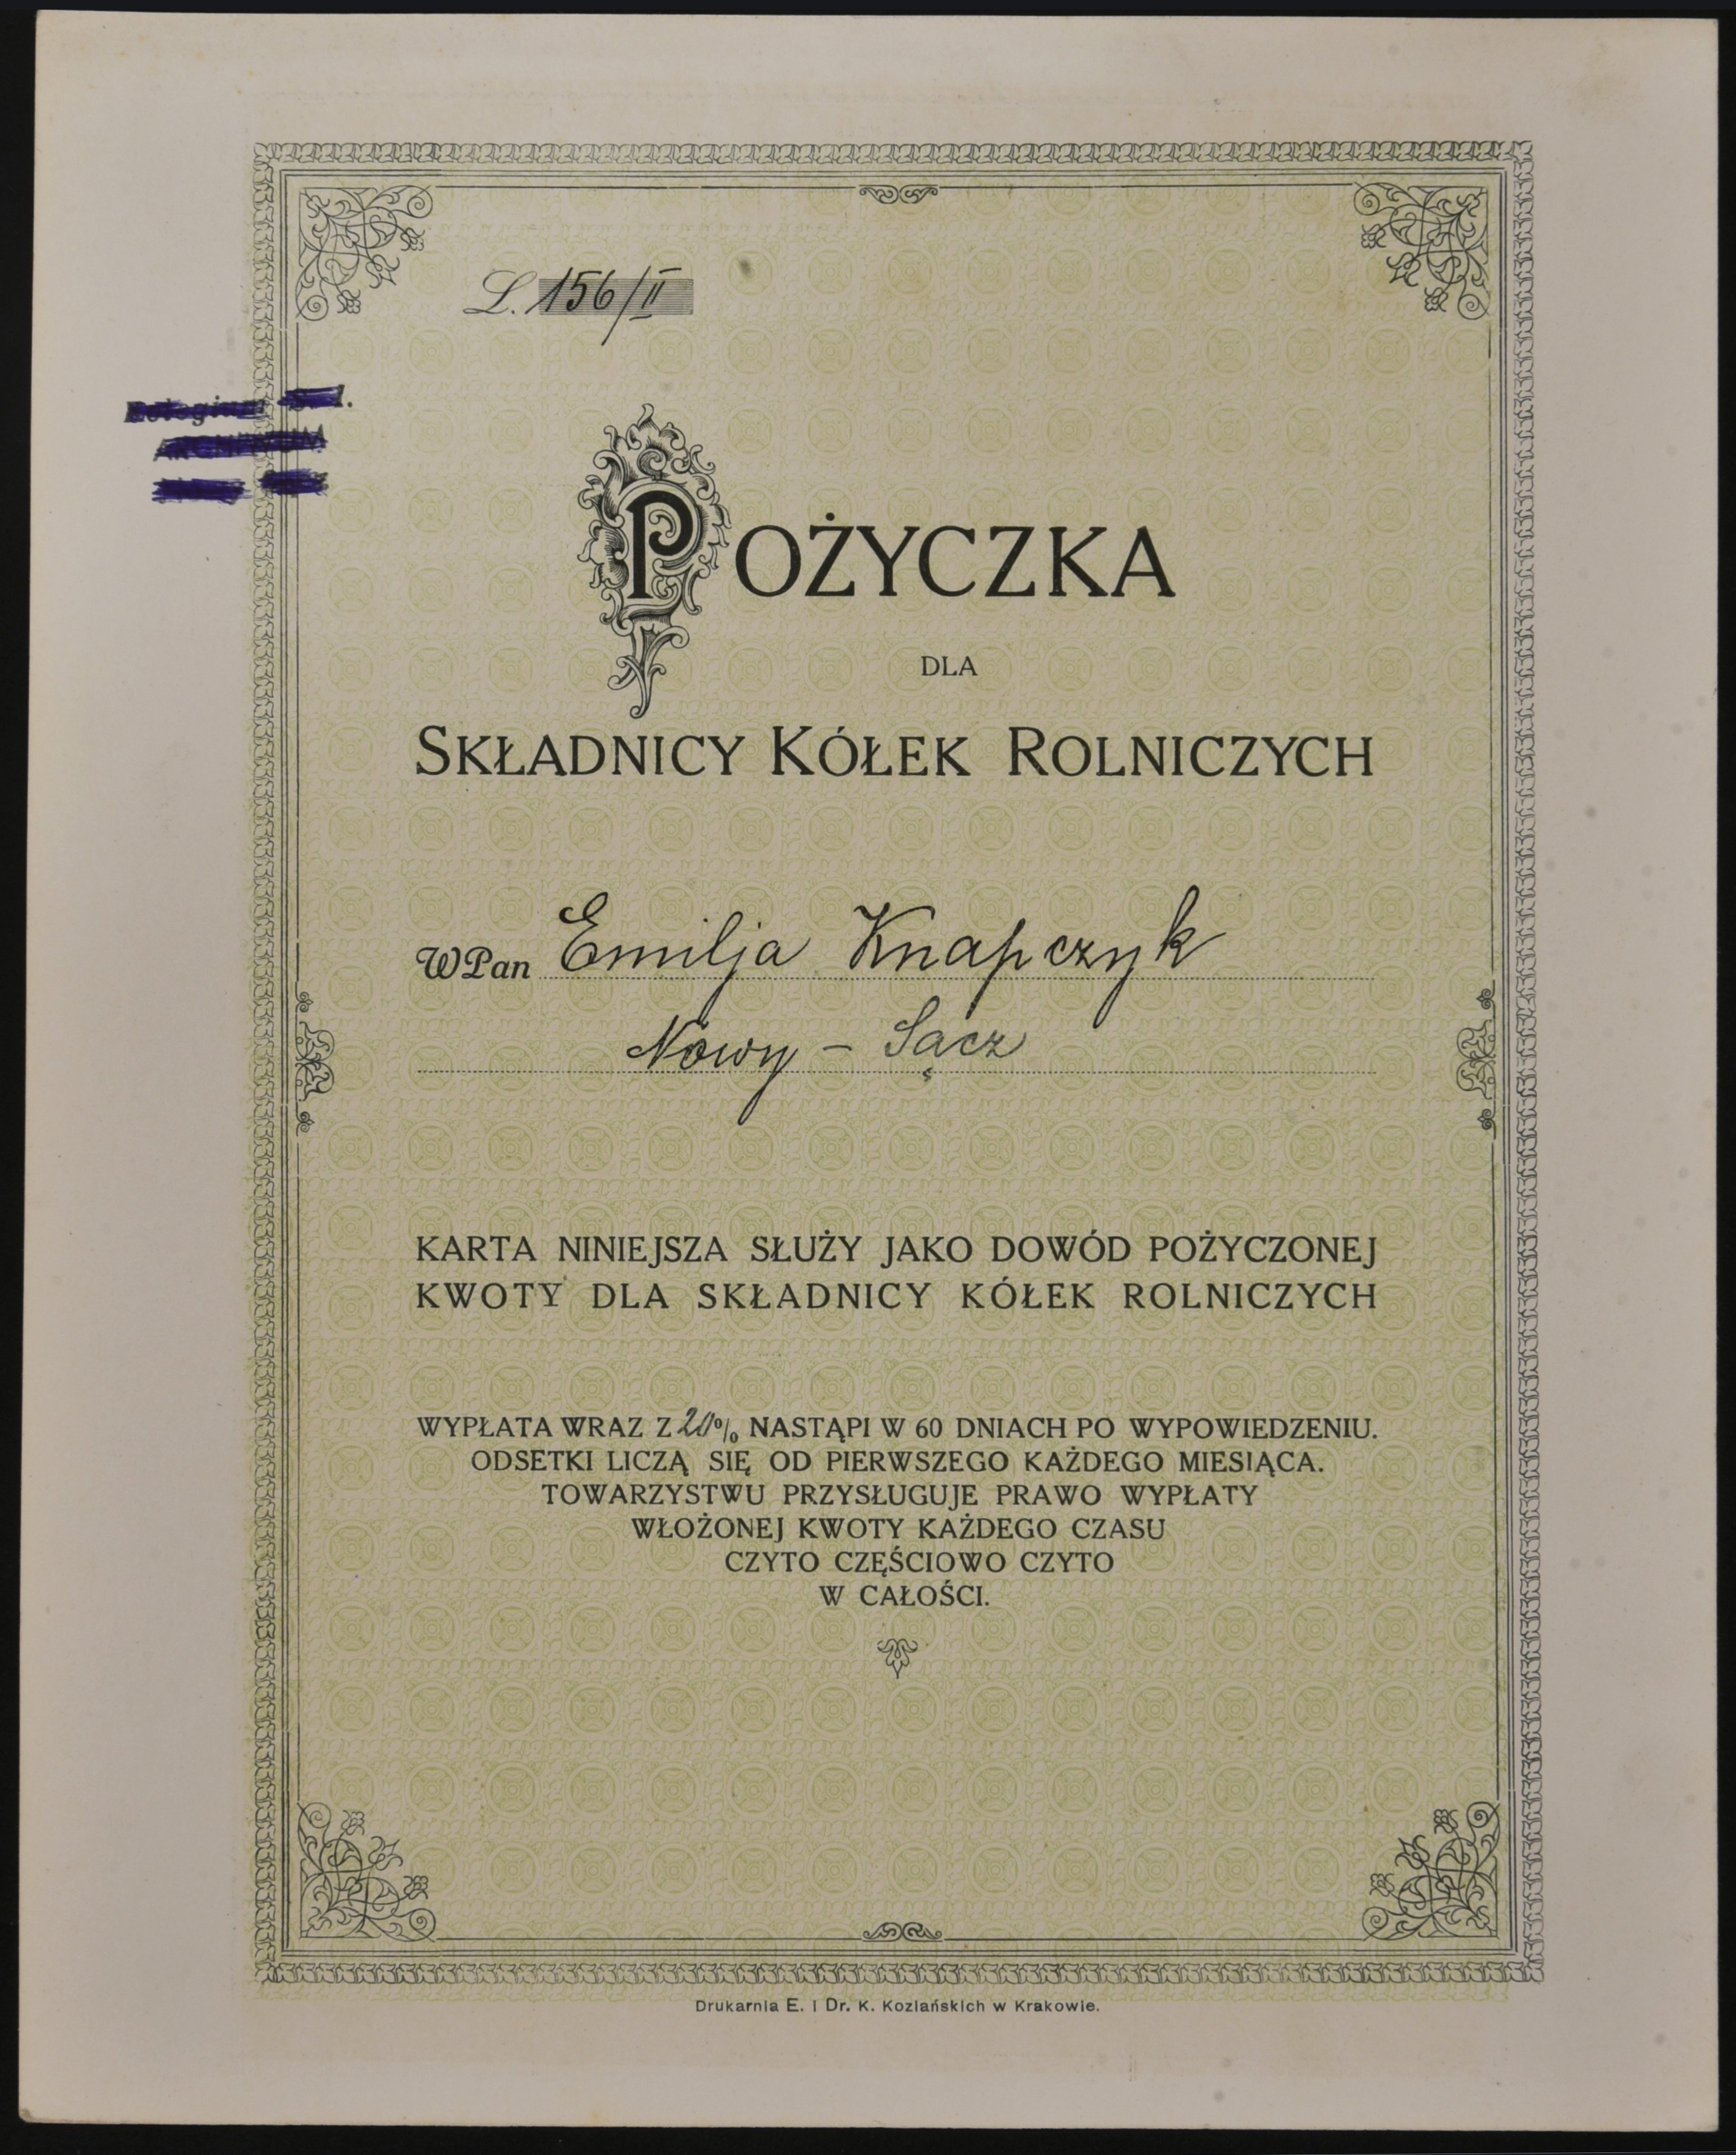 L. 156/II
POŻYCZKA
DLA
SKŁADNICY KÓŁEK ROLNICZYCH
WPan Emilja Knapczyk
Nowy - Sącz
KARTA NINIEJSZA SŁUŻY JAKO DOWÓD POŻYCZONEJ
KWOTY DLA SKŁADNICY KÓŁEK ROLNICZYCH
WYPŁATA WRAZ Z 20% NASTĄPI W 60 DNIACH PO WYPOWIEDZENIU.
ODSETKI LICZĄ SIĘ OD PIERWSZEGO KAŻDEGO MIESIĄCA.
TOWARZYSTWU PRZYSŁUGUJE PRAWO WYPŁATY
WŁOŻONEJ KWOTY KAŻDEGO CZASU
CZYTO CZĘŚCIOWO CZYTO
W CAŁOŚCI.
Drukarnia E. i Dr. K. Koziańskich w Krakowie.